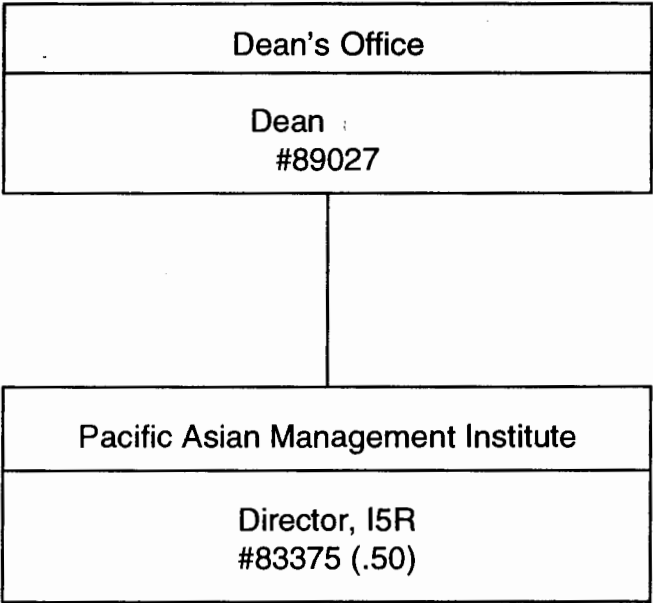 Dean's Office
Dean
#89027
Pacific Asian Management Institute
Director, I5R
#83375 (.50)